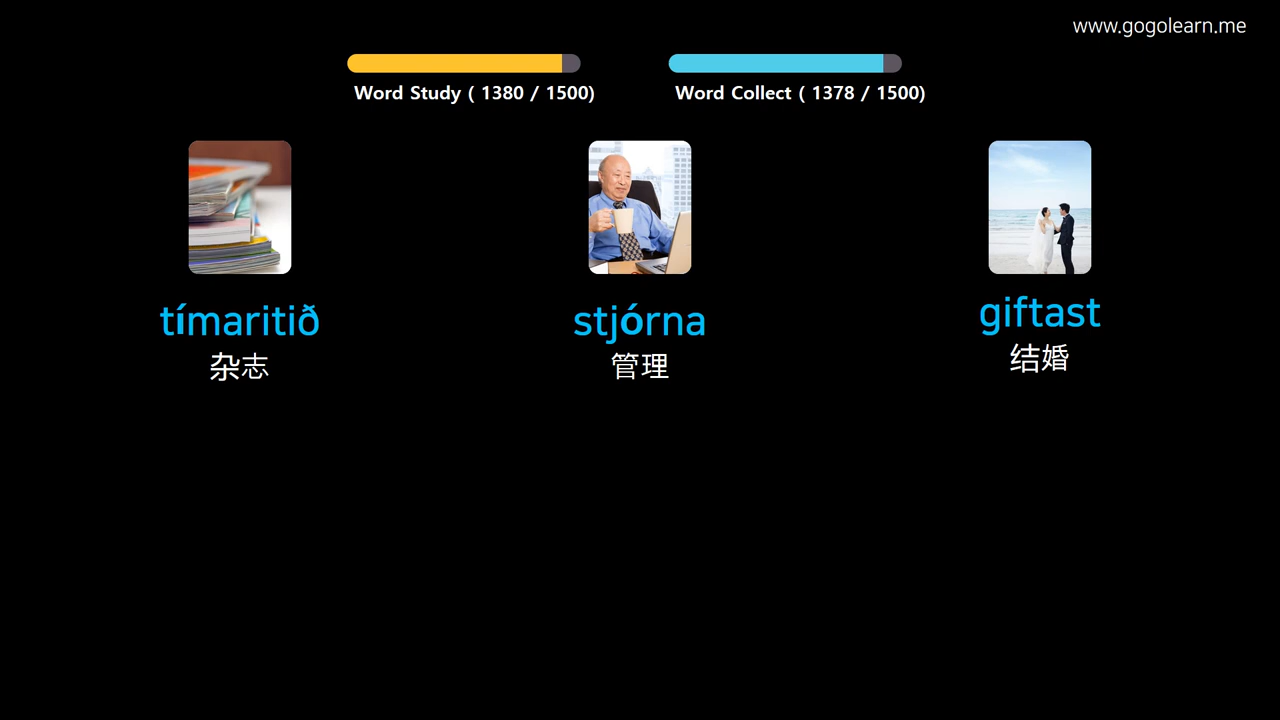 www.gogolearn.me
Word Study ( 1380 / 1500)
Word Collect ( 1378 / 1500)
tímaritið
杂志
stjórna
管理
giftast
结婚